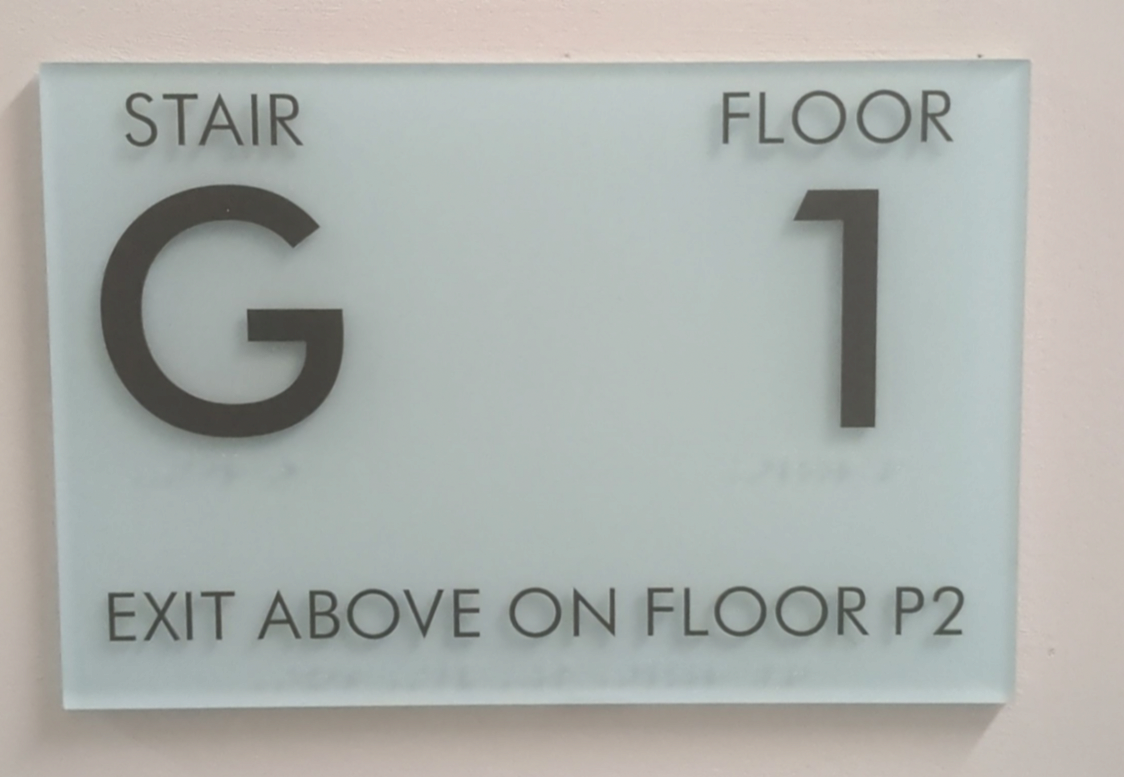 STAIR FLOOR
G 1
EXIT ABOVE ON FLOOR P2